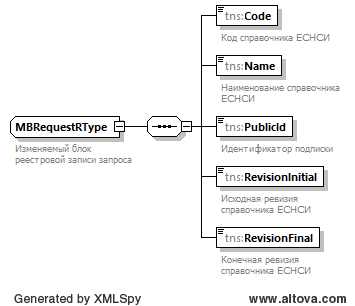 tns:Code
Код справочника ЕСНСИ
tns:Name
Наименование справочника
ЕСНСИ
MBRequestRType
Изменяемый блок
реестровой записи запроса
tns:PublicId
Идентификатор подписки
tns:RevisionInitial
Исходная ревизия
справочника ЕСНСИ
tns:RevisionFinal
Конечная ревизия
справочника ЕСНСИ
Generated by XMLSpy
www.altova.com